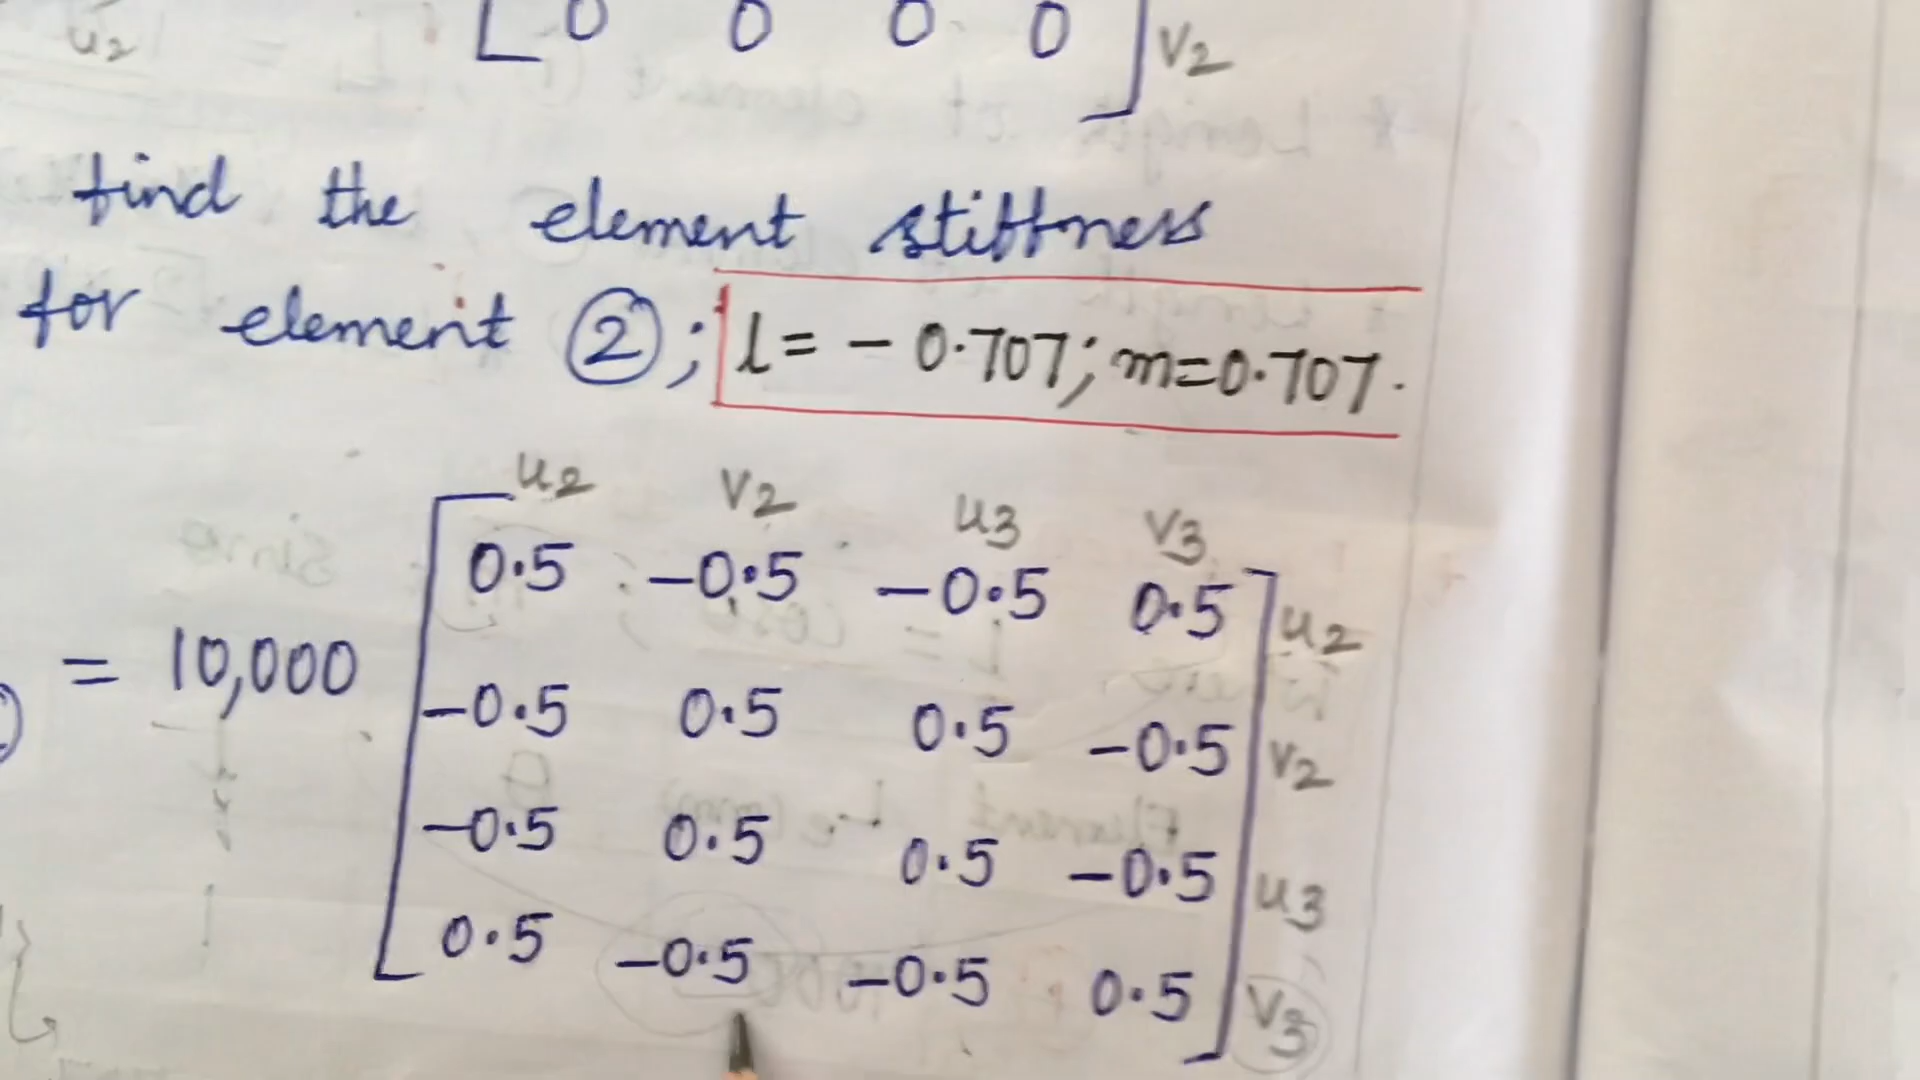 [ 0 0 0 0 ] v2
find the element stiffness
for element ②; l = - 0.707; m=0.707.
u2 v2 u3 v3
0.5 -0.5 -0.5 0.5 u2
= 10,000
-0.5 0.5 0.5 -0.5 v2
-0.5 0.5 0.5 -0.5 u3
0.5 -0.5 -0.5 0.5 v3